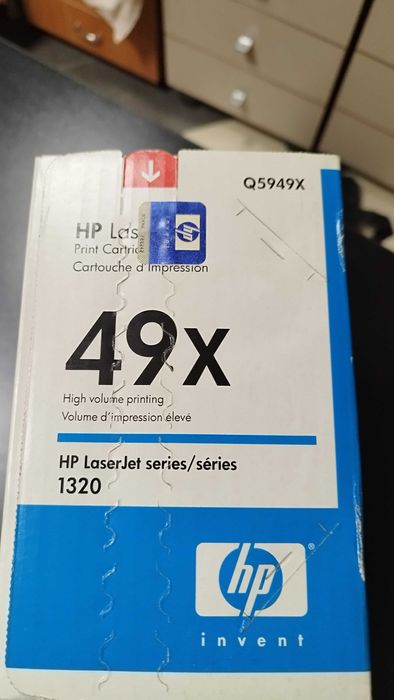 Q5949X
HP Las
Print Cartric
Cartouche d'Impression
49X
High volume printing
Volume d'impression élevé
HP LaserJet series/séries
1320
hp
®
invent